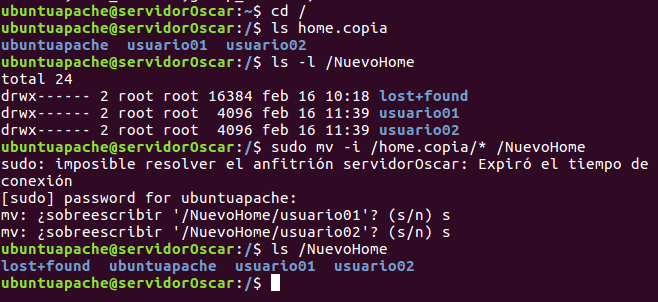 ubuntuapache@servidorOscar:~$ cd /
ubuntuapache@servidorOscar:/$ ls home.copia
ubuntuapache  usuario01  usuario02
ubuntuapache@servidorOscar:/$ ls -l /NuevoHome
total 24
drwx------ 2 root root 16384 feb 16 10:18 lost+found
drwx------ 2 root root  4096 feb 16 11:39 usuario01
drwx------ 2 root root  4096 feb 16 11:39 usuario02
ubuntuapache@servidorOscar:/$ sudo mv -i /home.copia/* /NuevoHome
sudo: imposible resolver el anfitrión servidorOscar: Expiró el tiempo de
conexión
[sudo] password for ubuntuapache:
mv: ¿sobreescribir '/NuevoHome/usuario01'? (s/n) s
mv: ¿sobreescribir '/NuevoHome/usuario02'? (s/n) s
ubuntuapache@servidorOscar:/$ ls /NuevoHome
lost+found  ubuntuapache  usuario01  usuario02
ubuntuapache@servidorOscar:/$